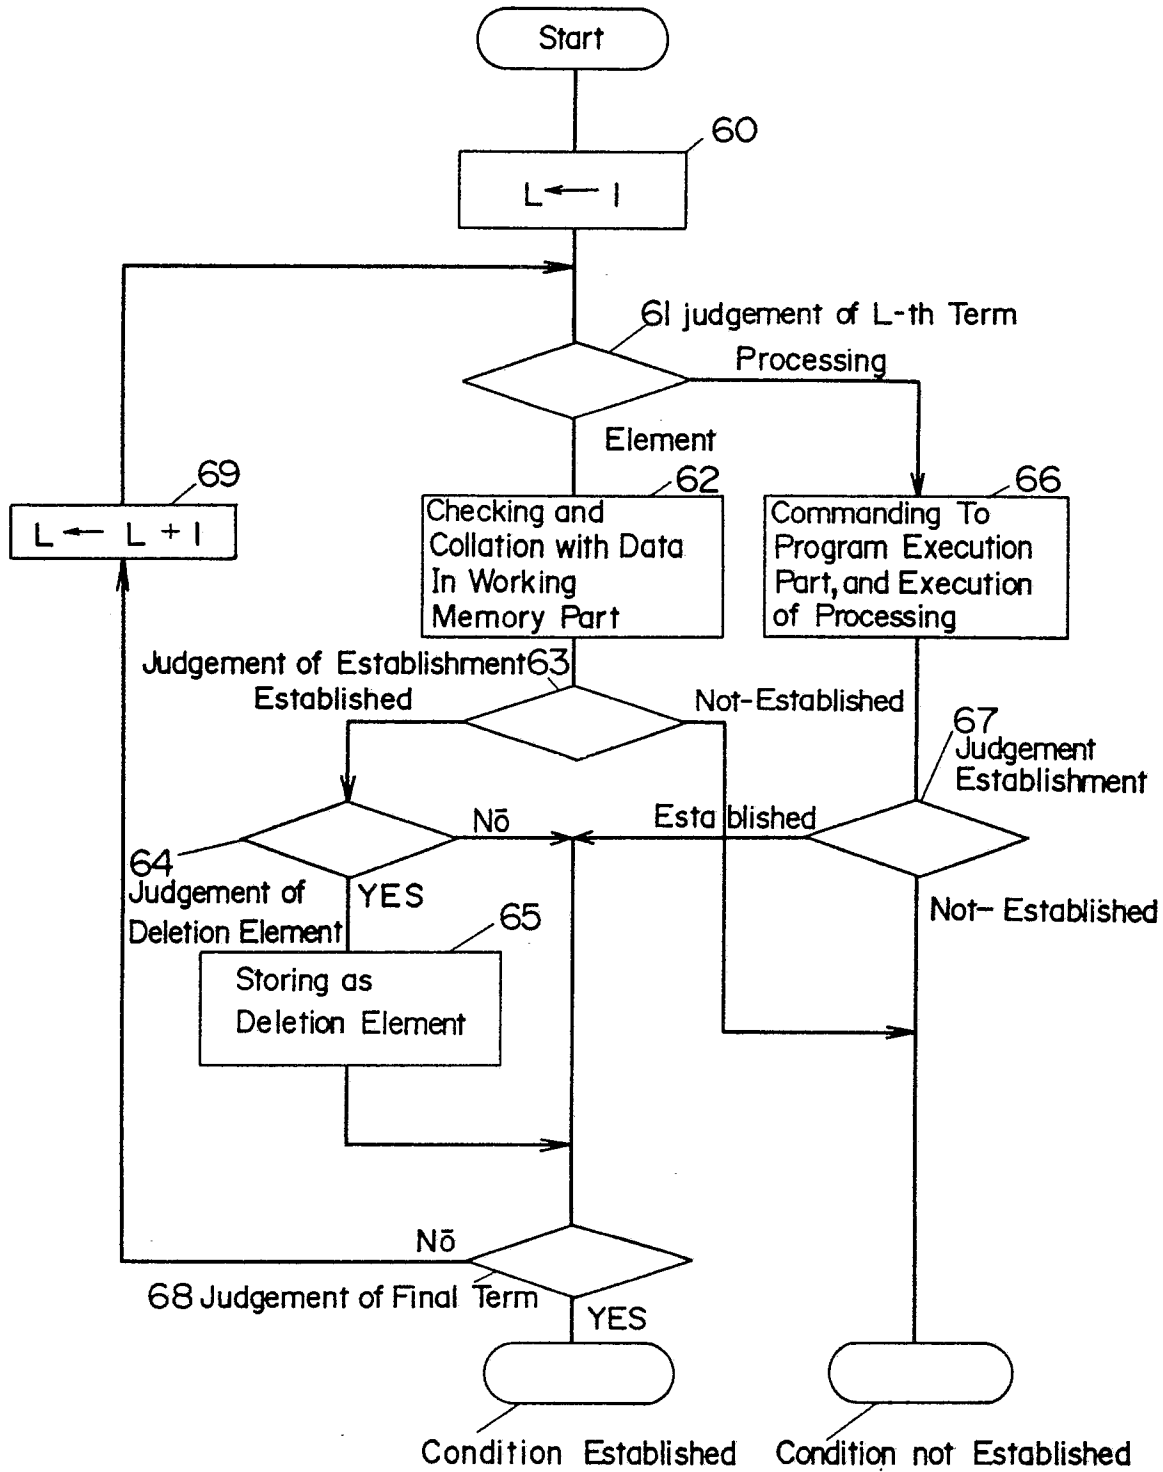 Start
60
L ← 1
61 judgement of L-th Term
Processing
Element
69
L ← L + 1
62
Checking and
Collation with Data
In Working
Memory Part
66
Commanding To
Program Execution
Part, and Execution
of Processing
Judgement of Establishment 63
Established
Not-Established
67
Judgement
Establishment
Nō
Established
64
Judgement of
Deletion Element
YES
Not-Established
65
Storing as
Deletion Element
Nō
68 Judgement of Final Term
YES
Condition Established
Condition not Established